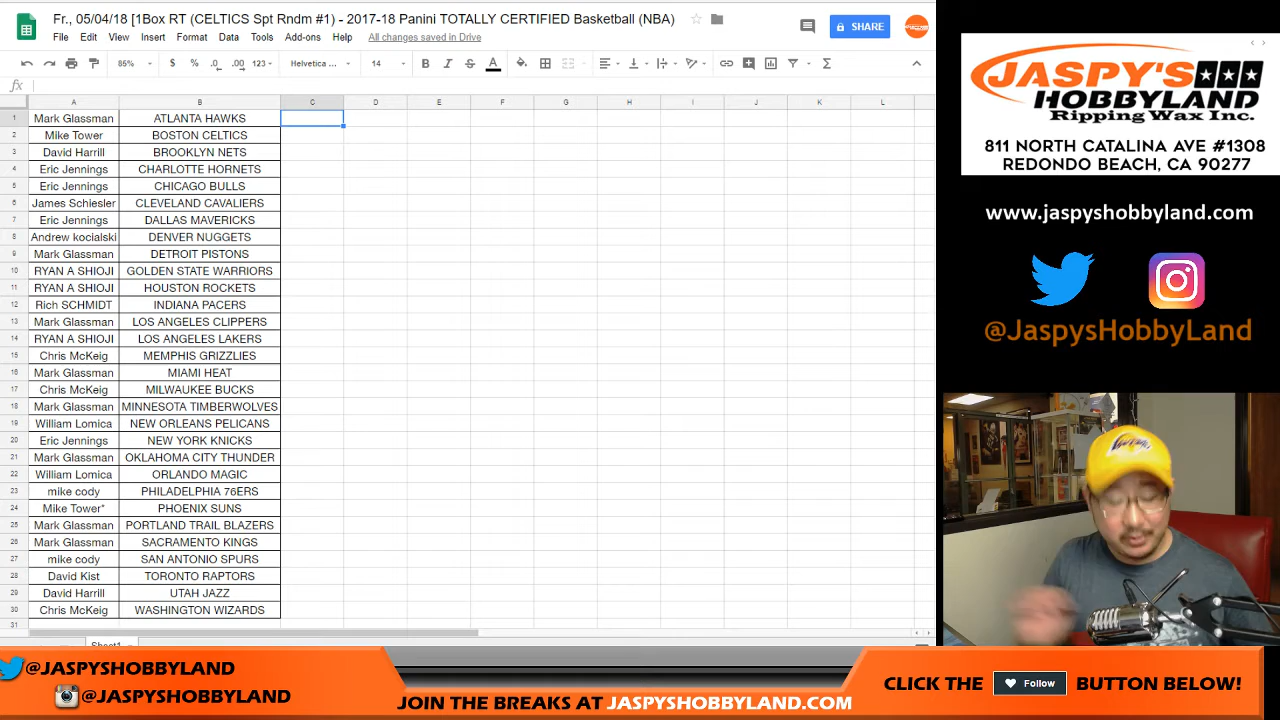 Fr., 05/04/18 [1Box RT (CELTICS Spt Rndm #1) - 2017-18 Panini TOTALLY CERTIFIED Basketball (NBA)
File Edit View Insert Format Data Tools Add-ons Help All changes saved in Drive
SHARE
85% $ % .0 .00 123 Helvetica ... 14 B I S A
fx
A B C D E F G H I J K L
1 Mark Glassman ATLANTA HAWKS
2 Mike Tower BOSTON CELTICS
3 David Harrill BROOKLYN NETS
4 Eric Jennings CHARLOTTE HORNETS
5 Eric Jennings CHICAGO BULLS
6 James Schiesler CLEVELAND CAVALIERS
7 Eric Jennings DALLAS MAVERICKS
8 Andrew kocialski DENVER NUGGETS
9 Mark Glassman DETROIT PISTONS
10 RYAN A SHIOJI GOLDEN STATE WARRIORS
11 RYAN A SHIOJI HOUSTON ROCKETS
12 Rich SCHMIDT INDIANA PACERS
13 Mark Glassman LOS ANGELES CLIPPERS
14 RYAN A SHIOJI LOS ANGELES LAKERS
15 Chris McKeig MEMPHIS GRIZZLIES
16 Mark Glassman MIAMI HEAT
17 Chris McKeig MILWAUKEE BUCKS
18 Mark Glassman MINNESOTA TIMBERWOLVES
19 William Lomica NEW ORLEANS PELICANS
20 Eric Jennings NEW YORK KNICKS
21 Mark Glassman OKLAHOMA CITY THUNDER
22 William Lomica ORLANDO MAGIC
23 mike cody PHILADELPHIA 76ERS
24 Mike Tower* PHOENIX SUNS
25 Mark Glassman PORTLAND TRAIL BLAZERS
26 Mark Glassman SACRAMENTO KINGS
27 mike cody SAN ANTONIO SPURS
28 David Kist TORONTO RAPTORS
29 David Harrill UTAH JAZZ
30 Chris McKeig WASHINGTON WIZARDS
31
Sheet1
JASPY'S
HOBBYLAND
Ripping Wax Inc.
811 NORTH CATALINA AVE #1308
REDONDO BEACH, CA 90277
www.jaspyshobbyland.com
@JaspysHobbyLand
@JASPYSHOBBYLAND
@JASPYSHOBBYLAND
JOIN THE BREAKS AT JASPYSHOBBYLAND.COM
CLICK THE Follow BUTTON BELOW!